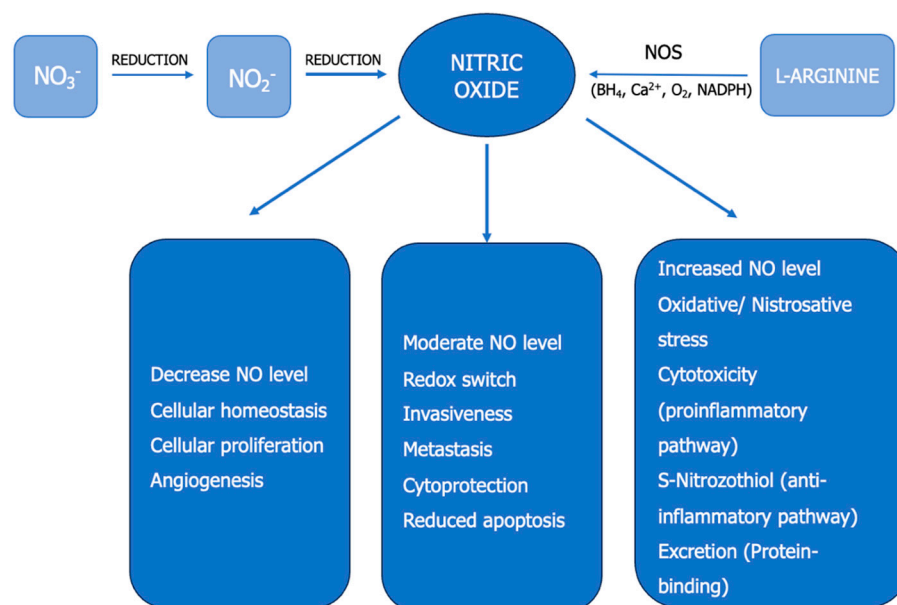 NO₃⁻
REDUCTION
NO₂⁻
REDUCTION
NITRIC
OXIDE
NOS
(BH₄, Ca²⁺, O₂, NADPH)
L-ARGININE
Decrease NO level
Cellular homeostasis
Cellular proliferation
Angiogenesis
Moderate NO level
Redox switch
Invasiveness
Metastasis
Cytoprotection
Reduced apoptosis
Increased NO level
Oxidative/ Nistrosative
stress
Cytotoxicity
(proinflammatory
pathway)
S-Nitrozothiol (anti-
inflammatory pathway)
Excretion (Protein-
binding)